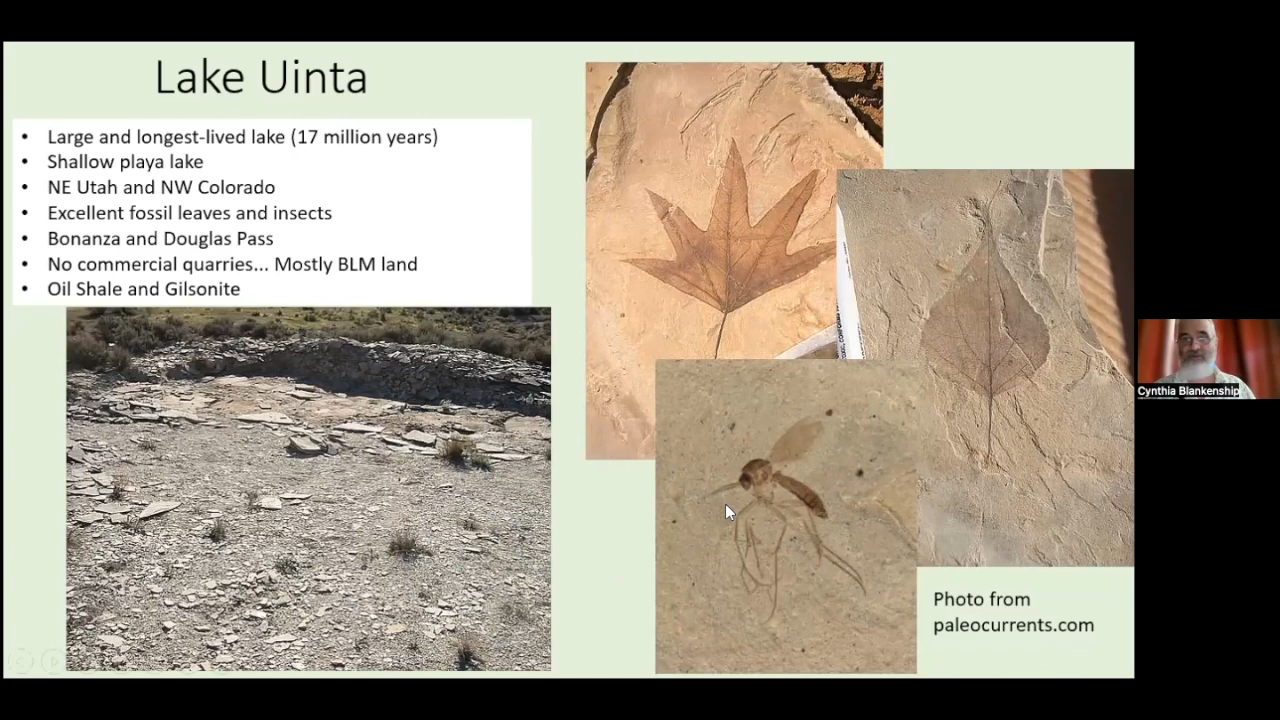 Lake Uinta
• Large and longest-lived lake (17 million years)
• Shallow playa lake
• NE Utah and NW Colorado
• Excellent fossil leaves and insects
• Bonanza and Douglas Pass
• No commercial quarries... Mostly BLM land
• Oil Shale and Gilsonite
Photo from
paleocurrents.com
Cynthia Blankenship